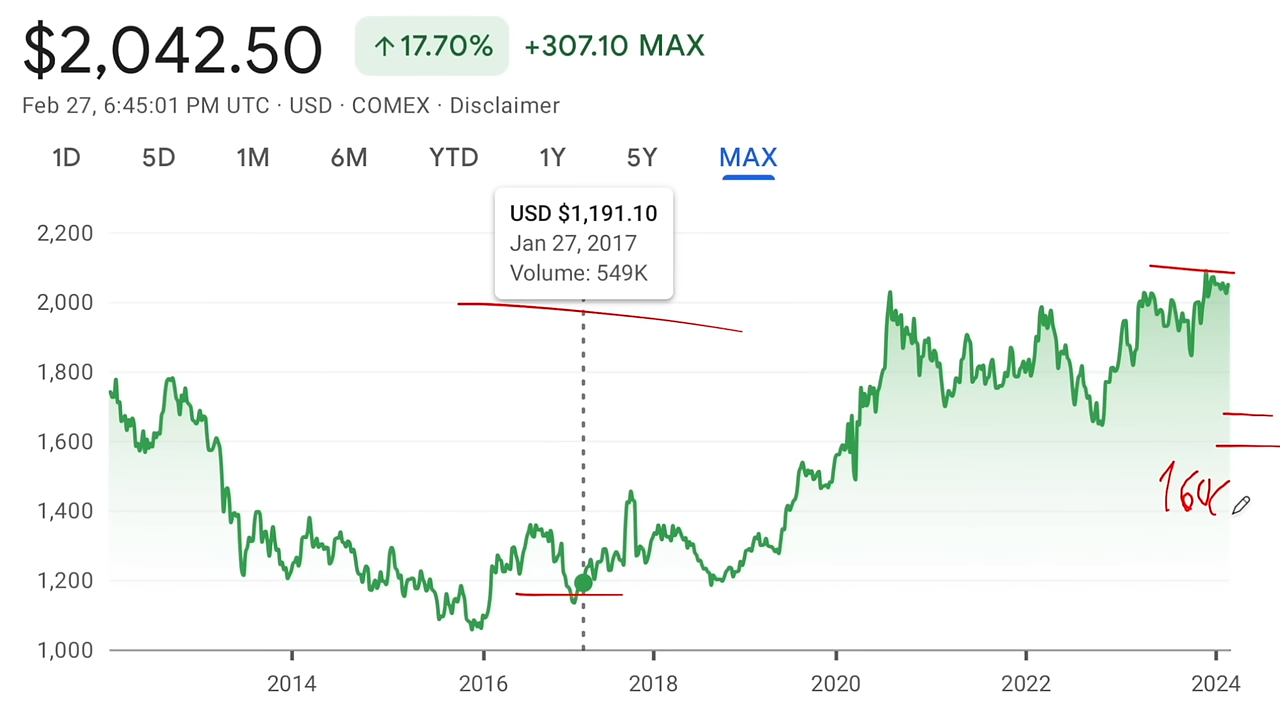 $2,042.50 ↑17.70% +307.10 MAX
Feb 27, 6:45:01 PM UTC · USD · COMEX · Disclaimer
1D 5D 1M 6M YTD 1Y 5Y MAX
USD $1,191.10
Jan 27, 2017
Volume: 549K
2,200
2,000
1,800
1,600
1,400
1,200
1,000
2014 2016 2018 2020 2022 2024